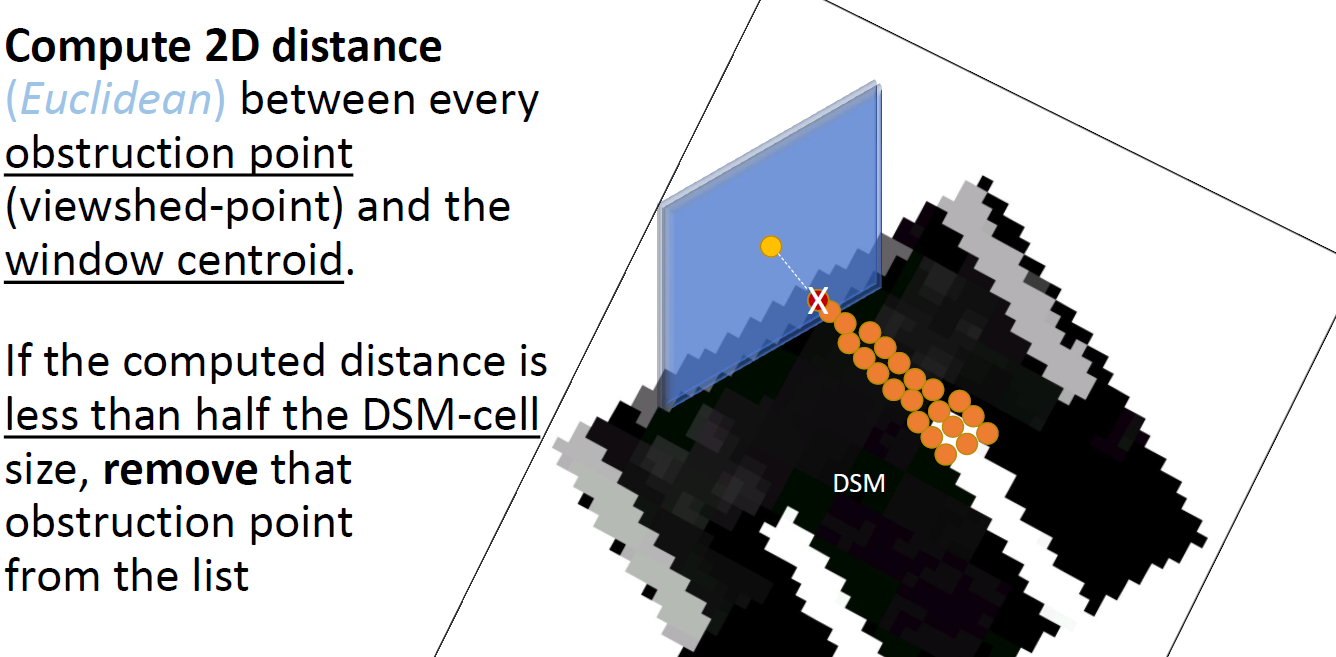 Compute 2D distance
(Euclidean) between every
obstruction point
(viewshed-point) and the
window centroid.
If the computed distance is
less than half the DSM-cell
size, remove that
obstruction point
from the list
X
DSM